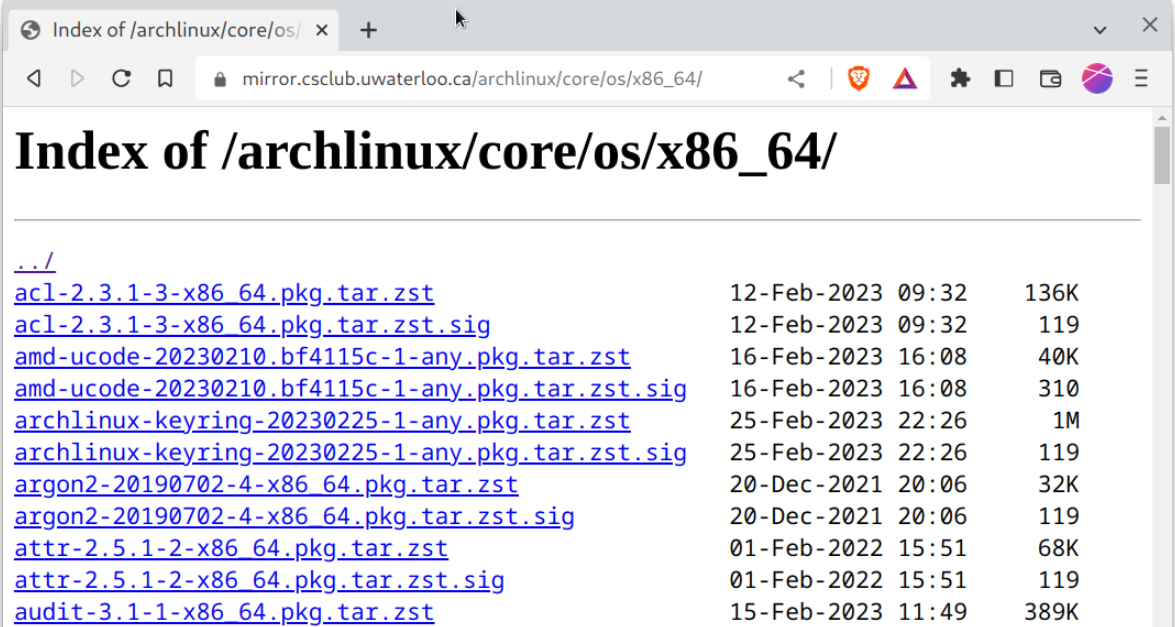 Index of /archlinux/core/os/
mirror.csclub.uwaterloo.ca/archlinux/core/os/x86_64/
Index of /archlinux/core/os/x86_64/
../
acl-2.3.1-3-x86_64.pkg.tar.zst 12-Feb-2023 09:32 136K
acl-2.3.1-3-x86_64.pkg.tar.zst.sig 12-Feb-2023 09:32 119
amd-ucode-20230210.bf4115c-1-any.pkg.tar.zst 16-Feb-2023 16:08 40K
amd-ucode-20230210.bf4115c-1-any.pkg.tar.zst.sig 16-Feb-2023 16:08 310
archlinux-keyring-20230225-1-any.pkg.tar.zst 25-Feb-2023 22:26 1M
archlinux-keyring-20230225-1-any.pkg.tar.zst.sig 25-Feb-2023 22:26 119
argon2-20190702-4-x86_64.pkg.tar.zst 20-Dec-2021 20:06 32K
argon2-20190702-4-x86_64.pkg.tar.zst.sig 20-Dec-2021 20:06 119
attr-2.5.1-2-x86_64.pkg.tar.zst 01-Feb-2022 15:51 68K
attr-2.5.1-2-x86_64.pkg.tar.zst.sig 01-Feb-2022 15:51 119
audit-3.1-1-x86_64.pkg.tar.zst 15-Feb-2023 11:49 389K